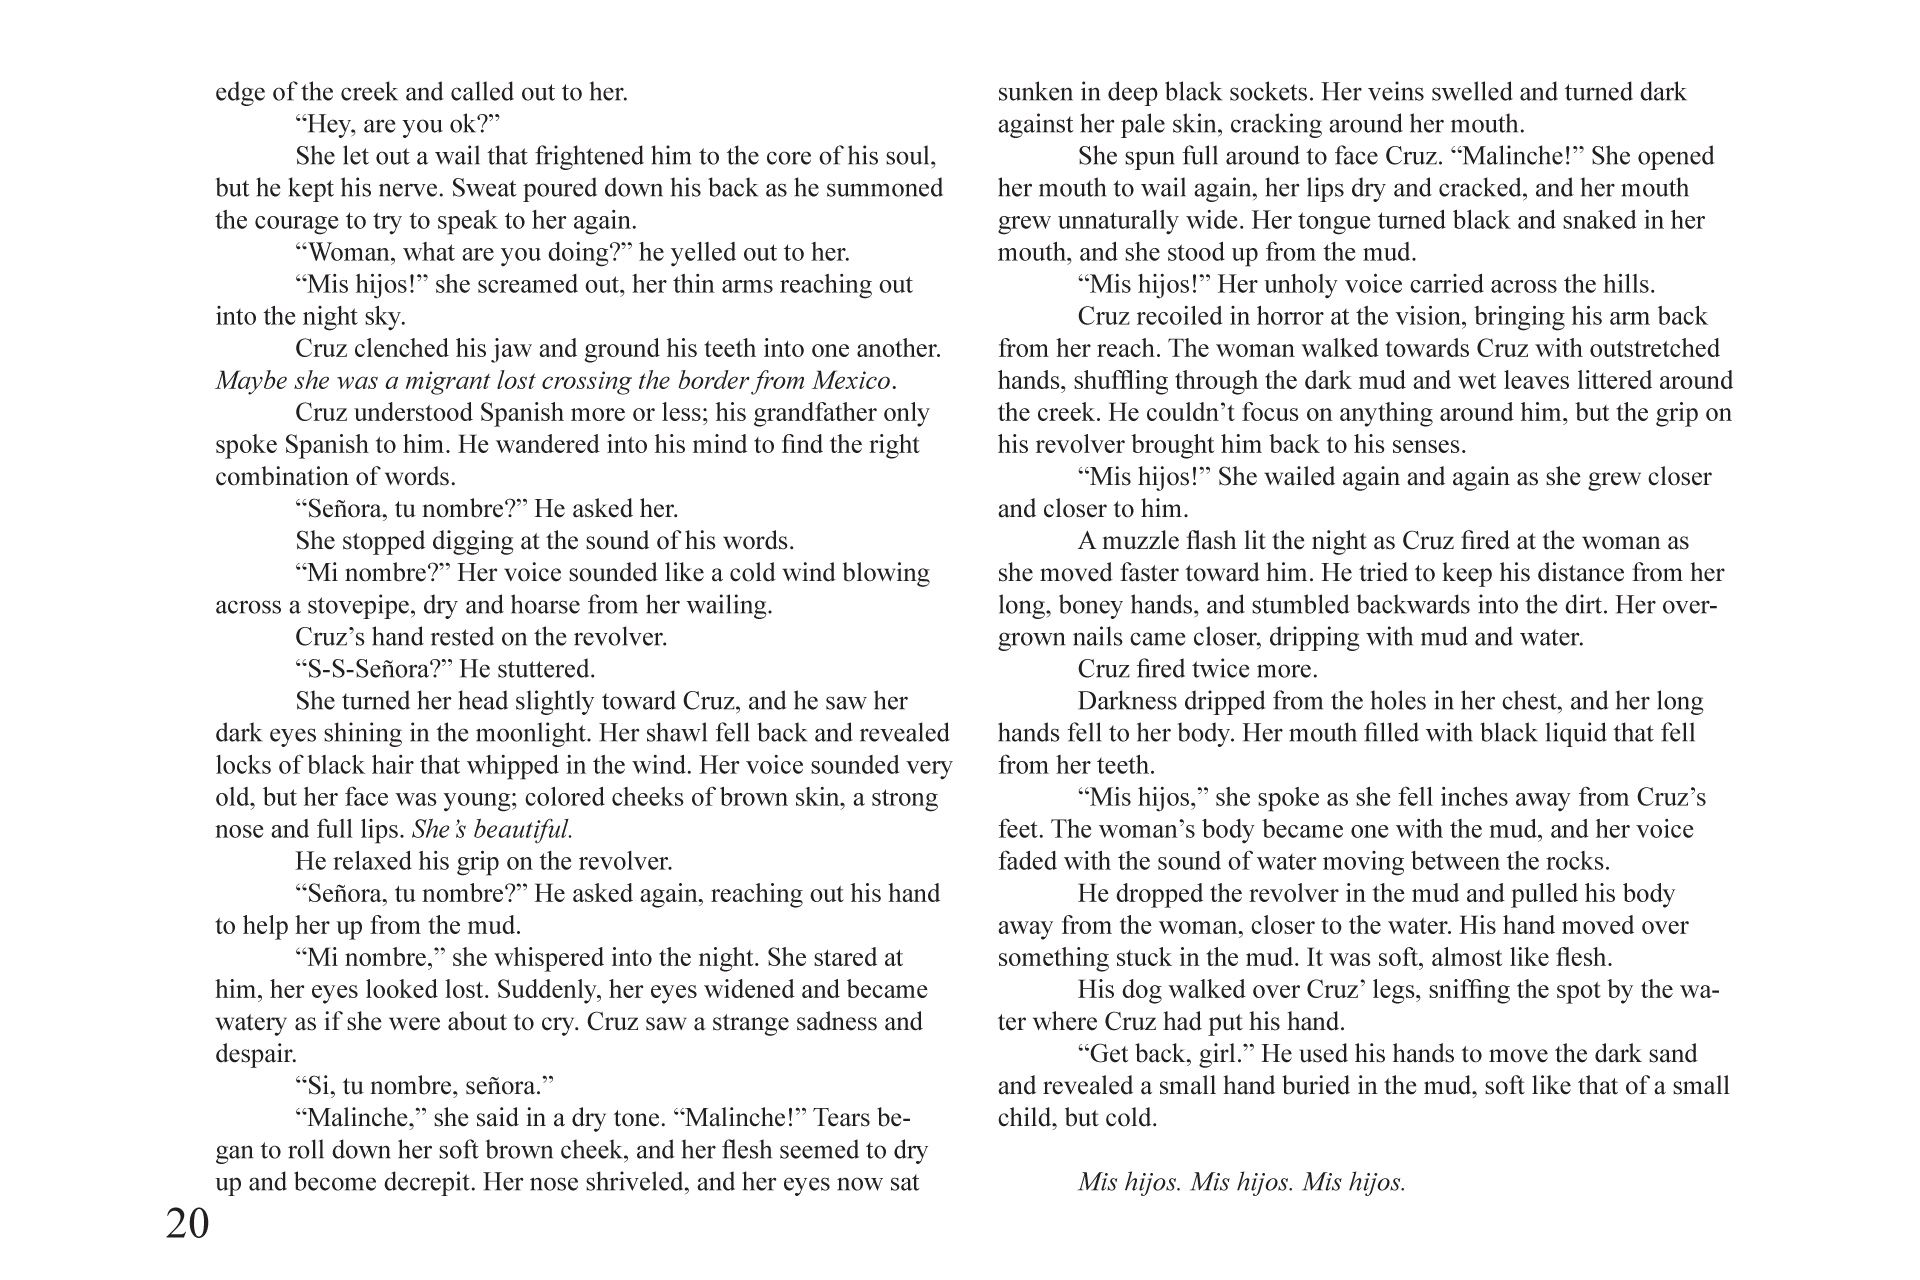 edge of the creek and called out to her.
“Hey, are you ok?”
She let out a wail that frightened him to the core of his soul,
but he kept his nerve. Sweat poured down his back as he summoned
the courage to try to speak to her again.
“Woman, what are you doing?” he yelled out to her.
“Mis hijos!” she screamed out, her thin arms reaching out
into the night sky.
Cruz clenched his jaw and ground his teeth into one another.
Maybe she was a migrant lost crossing the border from Mexico.
Cruz understood Spanish more or less; his grandfather only
spoke Spanish to him. He wandered into his mind to find the right
combination of words.
“Señora, tu nombre?” He asked her.
She stopped digging at the sound of his words.
“Mi nombre?” Her voice sounded like a cold wind blowing
across a stovepipe, dry and hoarse from her wailing.
Cruz’s hand rested on the revolver.
“S-S-Señora?” He stuttered.
She turned her head slightly toward Cruz, and he saw her
dark eyes shining in the moonlight. Her shawl fell back and revealed
locks of black hair that whipped in the wind. Her voice sounded very
old, but her face was young; colored cheeks of brown skin, a strong
nose and full lips. She’s beautiful.
He relaxed his grip on the revolver.
“Señora, tu nombre?” He asked again, reaching out his hand
to help her up from the mud.
“Mi nombre,” she whispered into the night. She stared at
him, her eyes looked lost. Suddenly, her eyes widened and became
watery as if she were about to cry. Cruz saw a strange sadness and
despair.
“Si, tu nombre, señora.”
“Malinche,” she said in a dry tone. “Malinche!” Tears be-
gan to roll down her soft brown cheek, and her flesh seemed to dry
up and become decrepit. Her nose shriveled, and her eyes now sat
20
sunken in deep black sockets. Her veins swelled and turned dark
against her pale skin, cracking around her mouth.
She spun full around to face Cruz. “Malinche!” She opened
her mouth to wail again, her lips dry and cracked, and her mouth
grew unnaturally wide. Her tongue turned black and snaked in her
mouth, and she stood up from the mud.
“Mis hijos!” Her unholy voice carried across the hills.
Cruz recoiled in horror at the vision, bringing his arm back
from her reach. The woman walked towards Cruz with outstretched
hands, shuffling through the dark mud and wet leaves littered around
the creek. He couldn’t focus on anything around him, but the grip on
his revolver brought him back to his senses.
“Mis hijos!” She wailed again and again as she grew closer
and closer to him.
A muzzle flash lit the night as Cruz fired at the woman as
she moved faster toward him. He tried to keep his distance from her
long, boney hands, and stumbled backwards into the dirt. Her over-
grown nails came closer, dripping with mud and water.
Cruz fired twice more.
Darkness dripped from the holes in her chest, and her long
hands fell to her body. Her mouth filled with black liquid that fell
from her teeth.
“Mis hijos,” she spoke as she fell inches away from Cruz’s
feet. The woman’s body became one with the mud, and her voice
faded with the sound of water moving between the rocks.
He dropped the revolver in the mud and pulled his body
away from the woman, closer to the water. His hand moved over
something stuck in the mud. It was soft, almost like flesh.
His dog walked over Cruz’ legs, sniffing the spot by the wa-
ter where Cruz had put his hand.
“Get back, girl.” He used his hands to move the dark sand
and revealed a small hand buried in the mud, soft like that of a small
child, but cold.
Mis hijos. Mis hijos. Mis hijos.